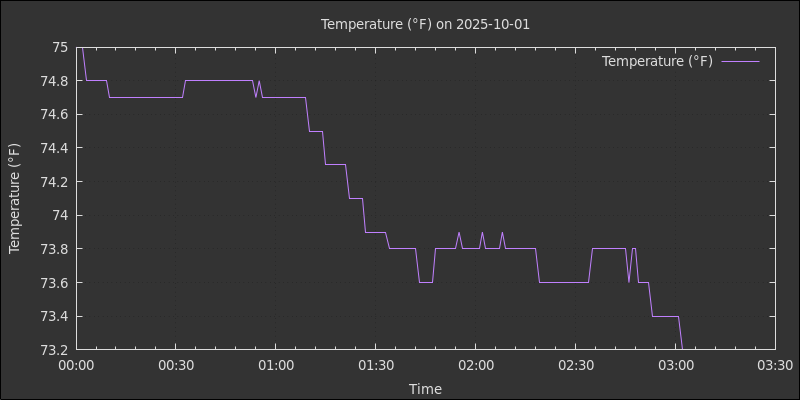 Temperature (°F) on 2025-10-01
Temperature (°F)
75
74.8
74.6
74.4
74.2
74
73.8
73.6
73.4
73.2
Temperature (°F)
00:00 00:30 01:00 01:30 02:00 02:30 03:00 03:30
Time